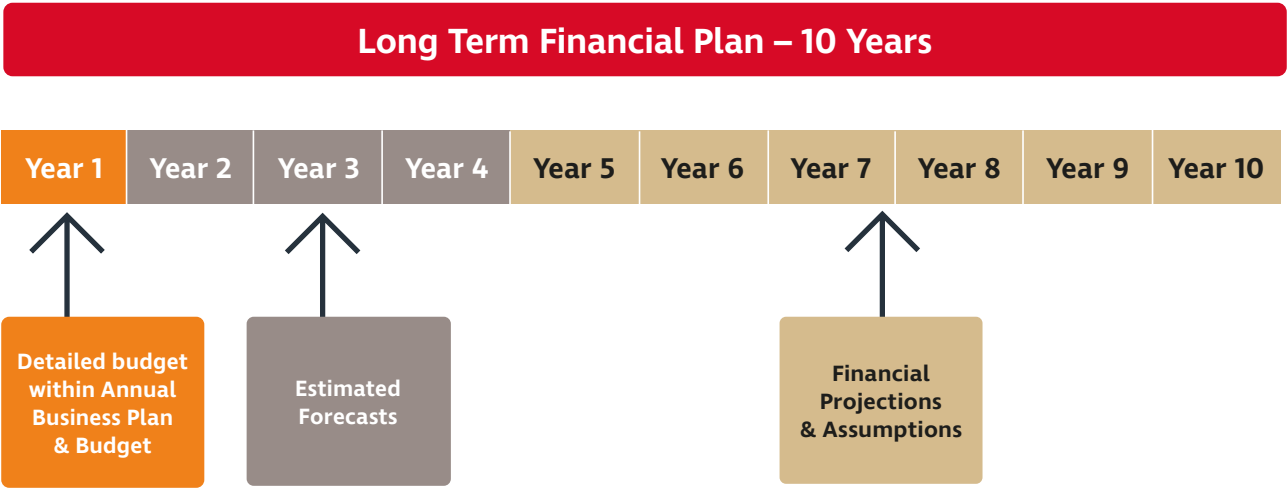 Long Term Financial Plan – 10 Years
Year 1 Year 2 Year 3 Year 4 Year 5 Year 6 Year 7 Year 8 Year 9 Year 10
Detailed budget
within Annual
Business Plan
& Budget
Estimated
Forecasts
Financial
Projections
& Assumptions